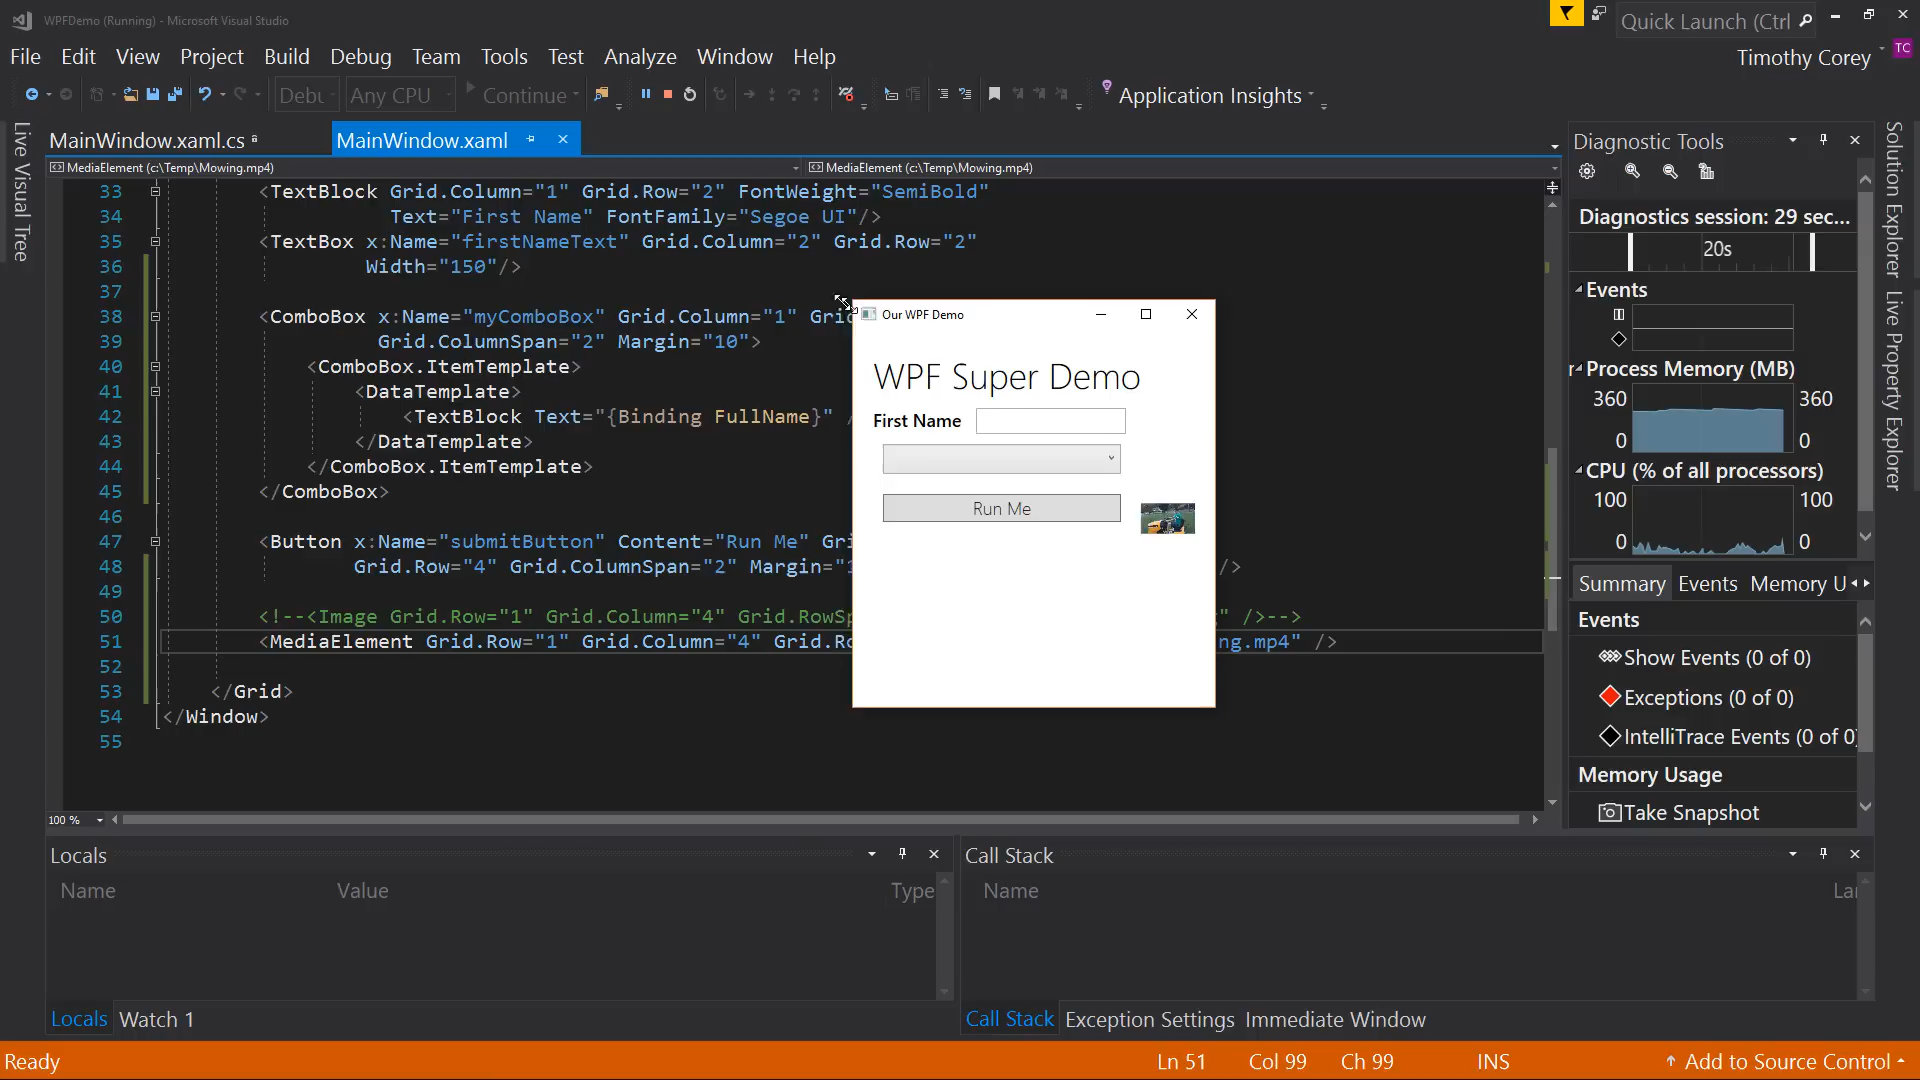 WPFDemo (Running) - Microsoft Visual Studio
Quick Launch (Ctrl
File Edit View Project Build Debug Team Tools Test Analyze Window Help
Timothy Corey TC
Debu Any CPU Continue Application Insights
Live Visual Tree
MainWindow.xaml.cs MainWindow.xaml
MediaElement (c:\Temp\Mowing.mp4) MediaElement (c:\Temp\Mowing.mp4)
33 <TextBlock Grid.Column="1" Grid.Row="2" FontWeight="SemiBold"
34 Text="First Name" FontFamily="Segoe UI"/>
35 <TextBox x:Name="firstNameText" Grid.Column="2" Grid.Row="2"
36 Width="150"/>
37
38 <ComboBox x:Name="myComboBox" Grid.Column="1" Grid
39 Grid.ColumnSpan="2" Margin="10">
40 <ComboBox.ItemTemplate>
41 <DataTemplate>
42 <TextBlock Text="{Binding FullName}" /
43 </DataTemplate>
44 </ComboBox.ItemTemplate>
45 </ComboBox>
46
47 <Button x:Name="submitButton" Content="Run Me" Gri
48 Grid.Row="4" Grid.ColumnSpan="2" Margin="1 />
49
50 <!--<Image Grid.Row="1" Grid.Column="4" Grid.RowSp " />-->
51 <MediaElement Grid.Row="1" Grid.Column="4" Grid.Ro ng.mp4" />
52
53 </Grid>
54 </Window>
55
Our WPF Demo
WPF Super Demo
First Name
Run Me
100 %
Diagnostic Tools
Diagnostics session: 29 sec...
20s
Events
Process Memory (MB)
360 360
0 0
CPU (% of all processors)
100 100
0 0
Summary Events Memory U
Events
Show Events (0 of 0)
Exceptions (0 of 0)
IntelliTrace Events (0 of 0)
Memory Usage
Take Snapshot
Solution Explorer
Live Property Explorer
Locals
Name Value Type
Locals Watch 1
Call Stack
Name Lar
Call Stack Exception Settings Immediate Window
Ready Ln 51 Col 99 Ch 99 INS Add to Source Control